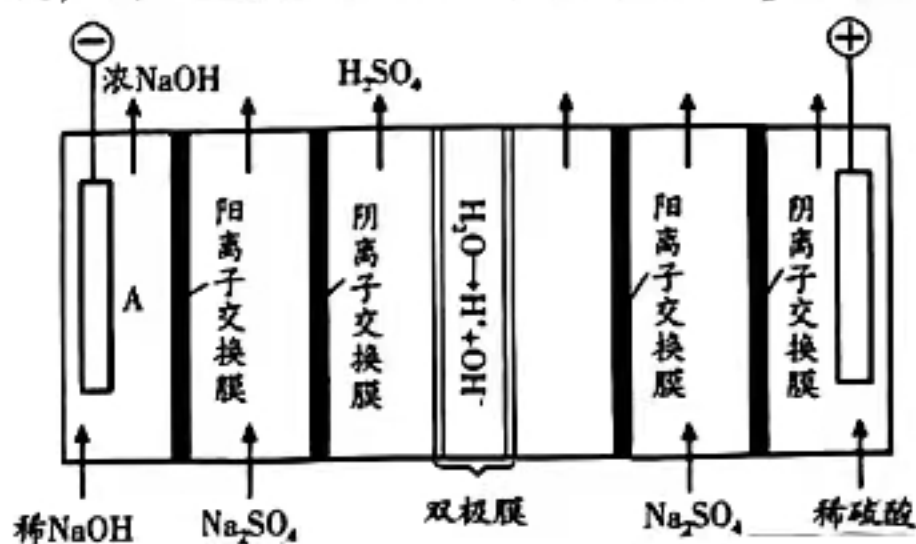 ⊖
⊕
浓NaOH
H₂SO₄
A
阳离子交换膜
阴离子交换膜
H₂O→H⁺+OH⁻
阳离子交换膜
阴离子交换膜
稀NaOH
Na₂SO₄
双极膜
Na₂SO₄
稀硫酸